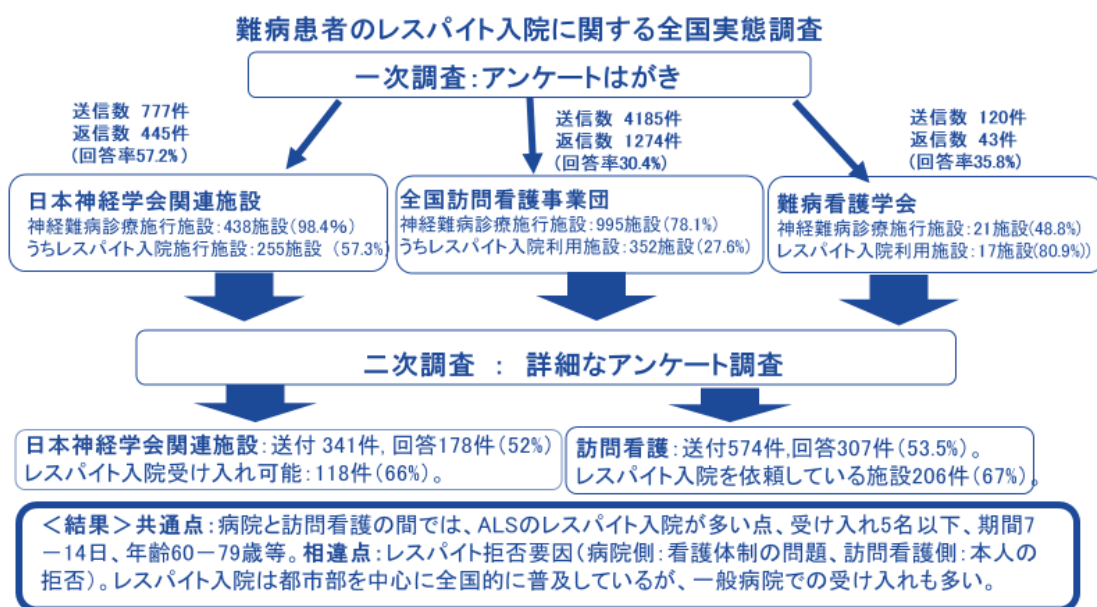 難病患者のレスパイト入院に関する全国実態調査
一次調査:アンケートはがき
送信数 777件
返信数 445件
(回答率57.2%)
送信数 4185件
返信数 1274件
(回答率30.4%)
送信数 120件
返信数 43件
(回答率35.8%)
日本神経学会関連施設
神経難病診療施行施設:438施設(98.4%)
うちレスパイト入院施行施設:255施設 (57.3%)
全国訪問看護事業団
神経難病診療施行施設:995施設(78.1%)
うちレスパイト入院利用施設:352施設(27.6%)
難病看護学会
神経難病診療施行施設:21施設(48.8%)
レスパイト入院利用施設:17施設(80.9%)
二次調査 : 詳細なアンケート調査
日本神経学会関連施設:送付 341件, 回答178件(52%)
レスパイト入院受け入れ可能:118件(66%)。
訪問看護:送付574件,回答307件(53.5%)。
レスパイト入院を依頼している施設206件(67%)。
<結果>共通点:病院と訪問看護の間では、ALSのレスパイト入院が多い点、受け入れ5名以下、期間7
-14日、年齢60-79歳等。相違点:レスパイト拒否要因(病院側:看護体制の問題、訪問看護側:本人の
拒否)。レスパイト入院は都市部を中心に全国的に普及しているが、一般病院での受け入れも多い。